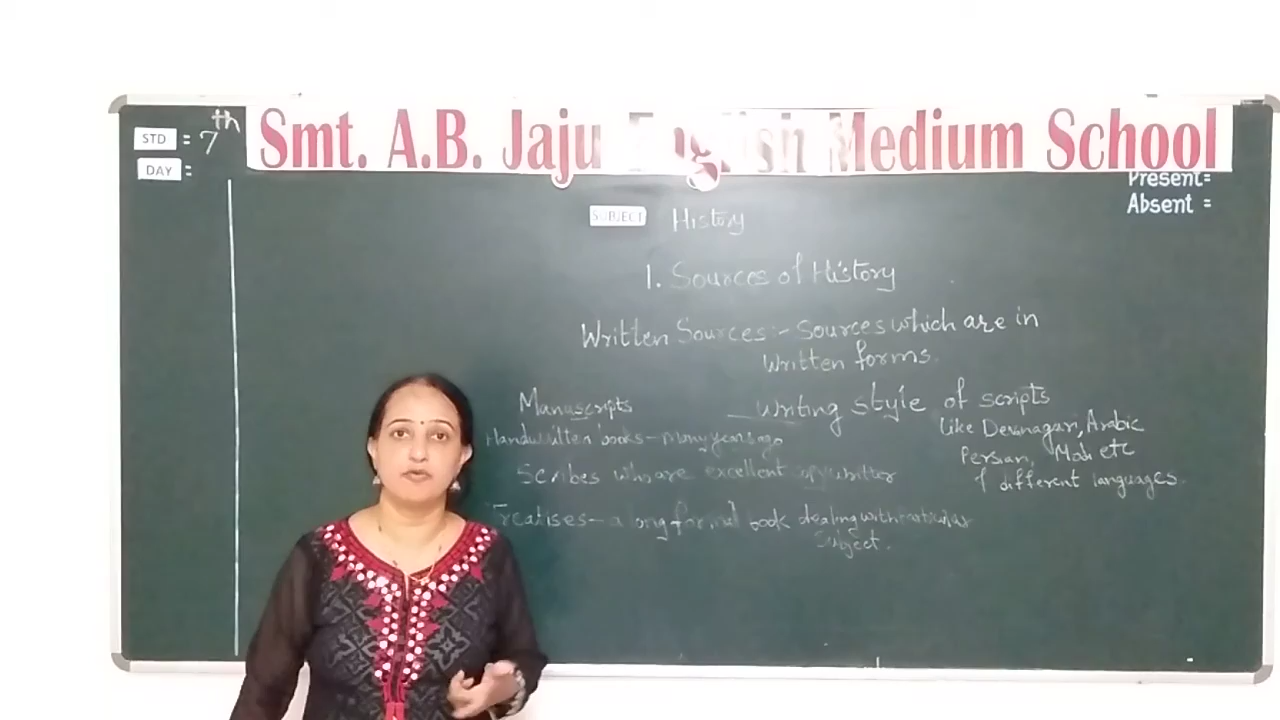 Smt. A.B. Jaju English Medium School
STD = 7th
DAY =
Present=
Absent =
SUBJECT History
1. Sources of History
Written Sources:- Sources which are in
written forms.
Manuscripts
Handwritten books - many years ago
Scribes who are excellent copywritter
Treatises - a long formal book dealing with particular
subject.
writing style of scripts
like Devanagari, Arabic
Persian, Modi etc
of different languages.